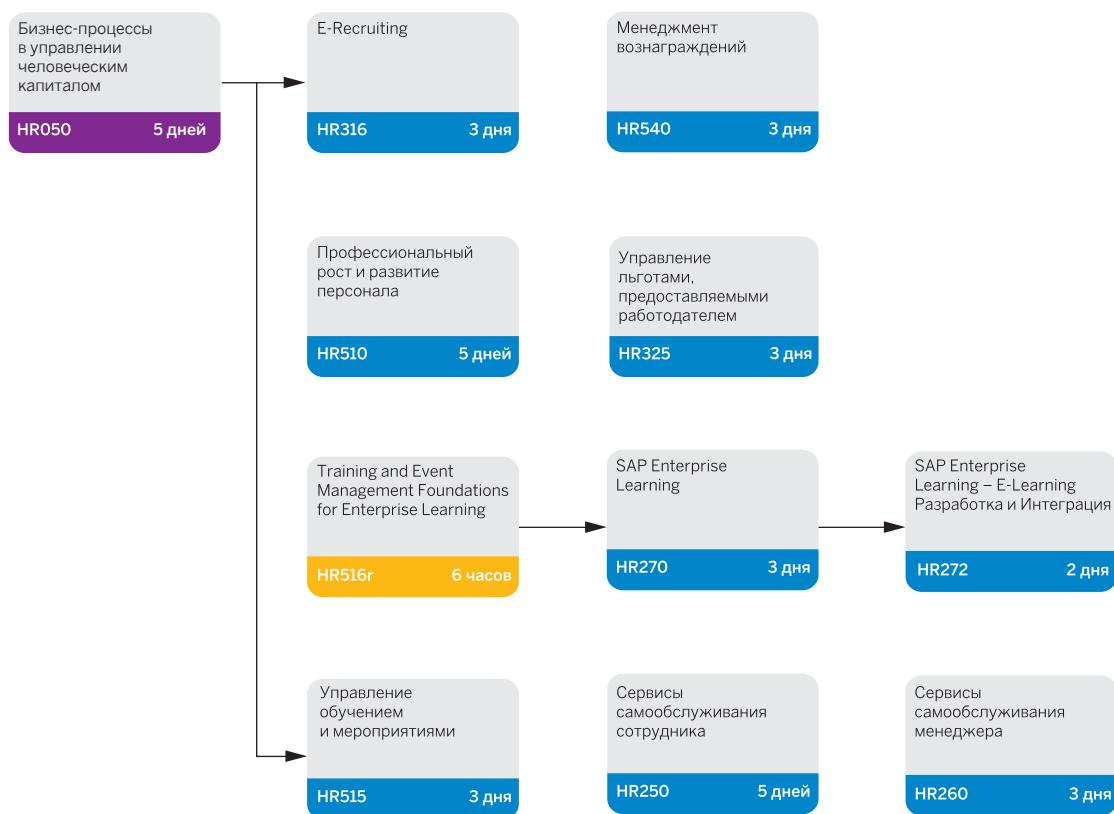 Бизнес-процессы
в управлении
человеческим
капиталом
HR050 5 дней
E-Recruiting
HR316 3 дня
Менеджмент
вознаграждений
HR540 3 дня
Профессиональный
рост и развитие
персонала
HR510 5 дней
Управление
льготами,
предоставляемыми
работодателем
HR325 3 дня
Training and Event
Management Foundations
for Enterprise Learning
HR516r 6 часов
SAP Enterprise
Learning
HR270 3 дня
SAP Enterprise
Learning – E-Learning
Разработка и Интеграция
HR272 2 дня
Управление
обучением
и мероприятиями
HR515 3 дня
Сервисы
самообслуживания
сотрудника
HR250 5 дней
Сервисы
самообслуживания
менеджера
HR260 3 дня